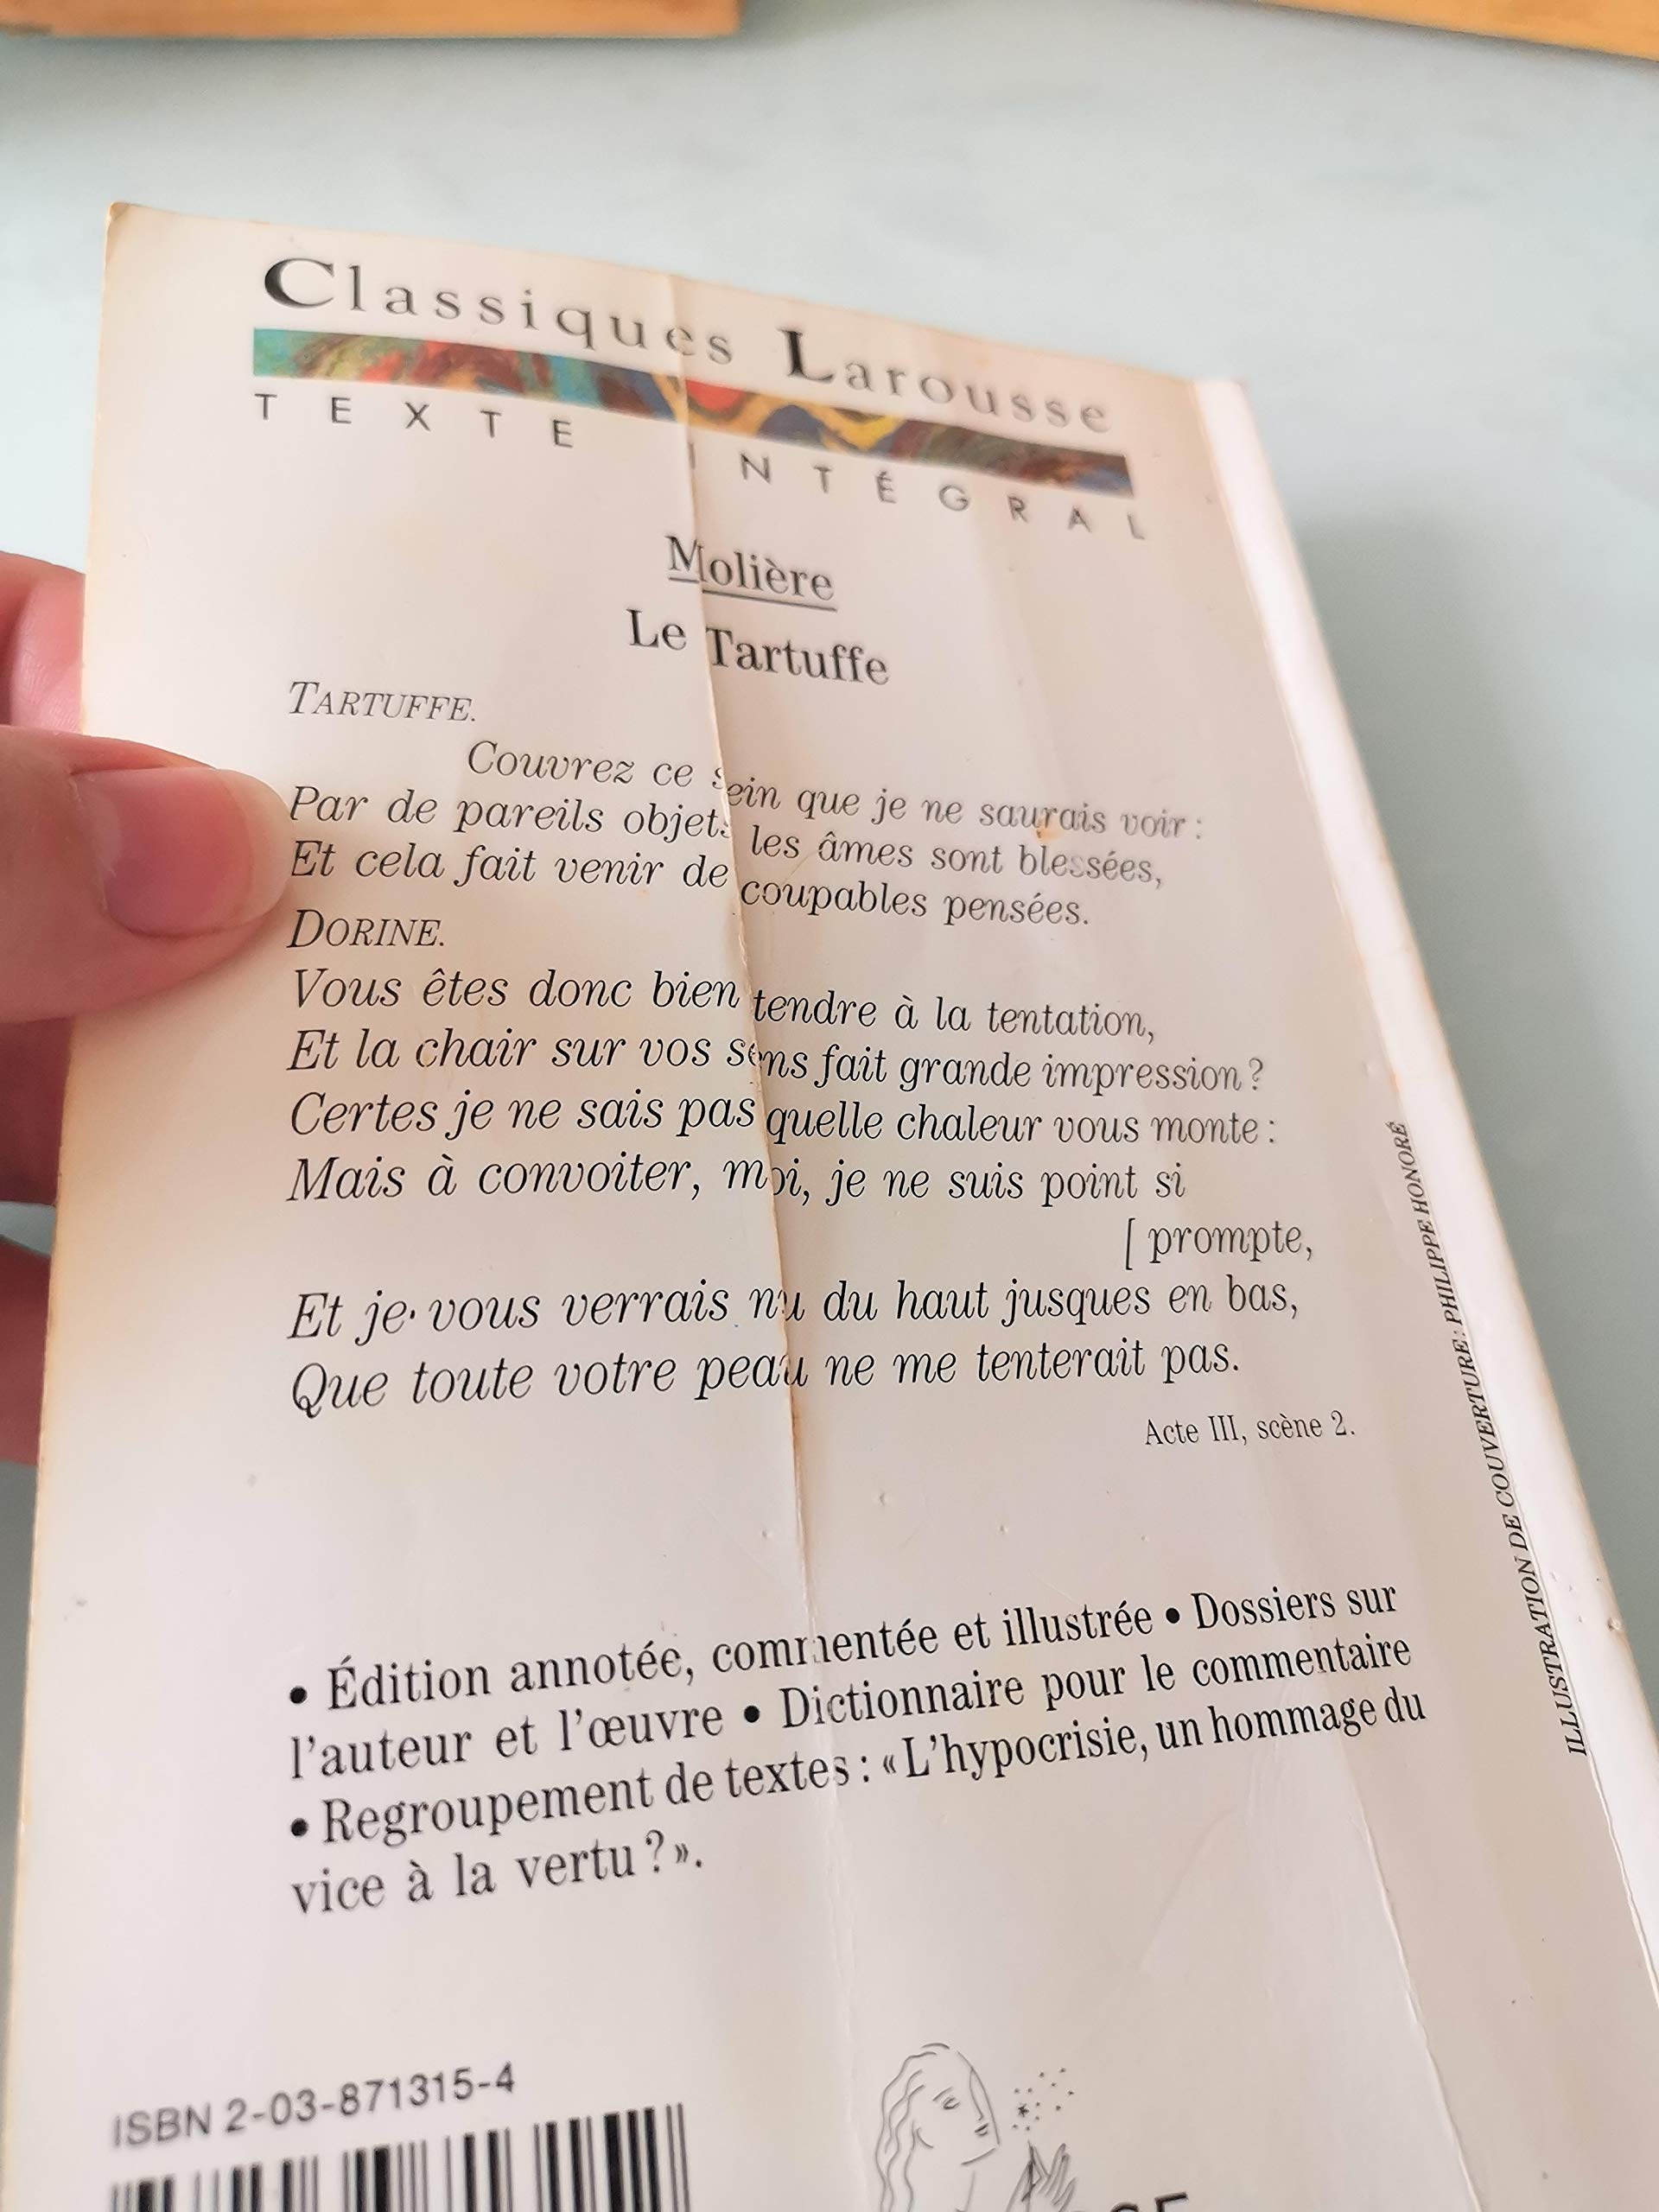 Classiques Larousse
TEXTE INTÉGRAL
Molière
Le Tartuffe
TARTUFFE.
Couvrez ce sein que je ne saurais voir :
Par de pareils objets les âmes sont blessées,
Et cela fait venir de coupables pensées.
DORINE.
Vous êtes donc bien tendre à la tentation,
Et la chair sur vos sens fait grande impression ?
Certes je ne sais pas quelle chaleur vous monte :
Mais à convoiter, moi, je ne suis point si
[ prompte,
Et je vous verrais nu du haut jusques en bas,
Que toute votre peau ne me tenterait pas.
Acte III, scène 2.
• Édition annotée, commentée et illustrée • Dossiers sur
l'auteur et l'œuvre • Dictionnaire pour le commentaire
• Regroupement de textes : « L'hypocrisie, un hommage du
vice à la vertu ? ».
ILLUSTRATION DE COUVERTURE : PHILIPPE HONORÉ
ISBN 2-03-871315-4